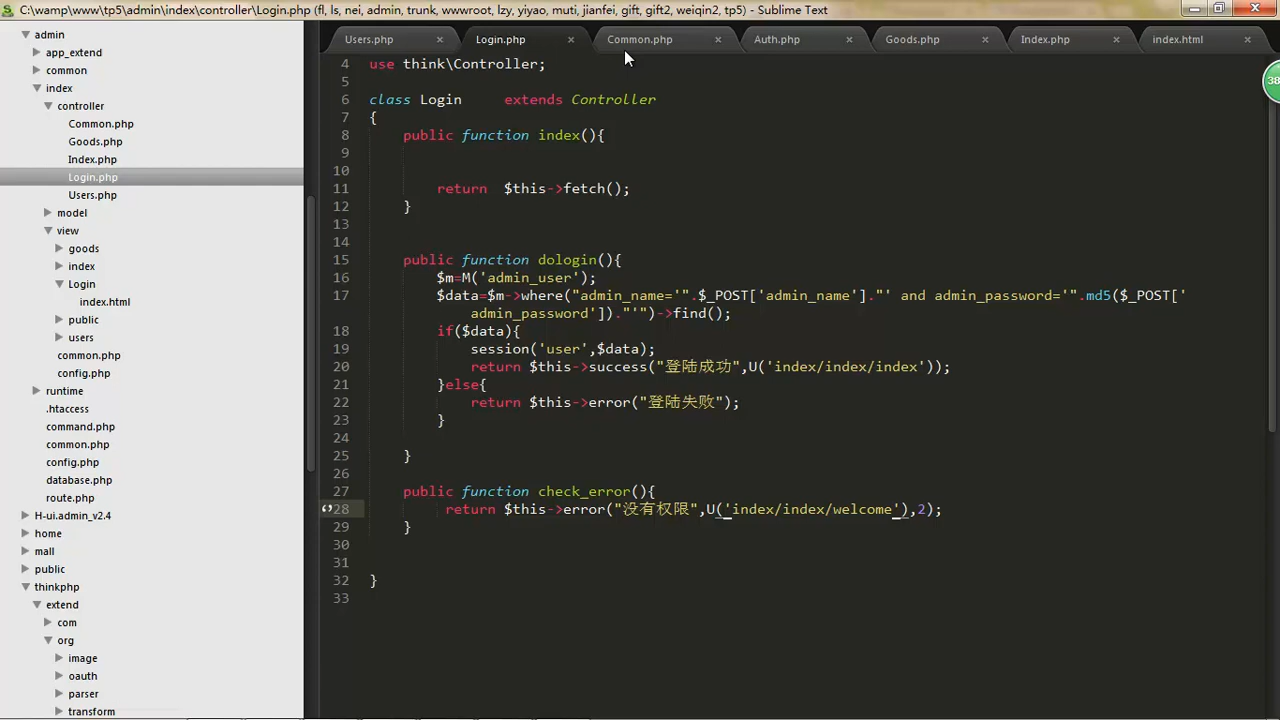 C:\wamp\www\tp5\admin\index\controller\Login.php (fl, ls, nei, admin, trunk, wwwroot, lzy, yiyao, muti, jianfei, gift, gift2, weiqin2, tp5) - Sublime Text
admin
app_extend
common
index
controller
Common.php
Goods.php
Index.php
Login.php
Users.php
model
view
goods
index
Login
index.html
public
users
common.php
config.php
runtime
.htaccess
command.php
common.php
config.php
database.php
route.php
H-ui.admin_v2.4
home
mall
public
thinkphp
extend
com
org
image
oauth
parser
transform
Users.php
Login.php
Common.php
Auth.php
Goods.php
Index.php
index.html
38
4 use think\Controller;
5
6 class Login extends Controller
7 {
8 public function index(){
9
10
11 return $this->fetch();
12 }
13
14
15 public function dologin(){
16 $m=M('admin_user');
17 $data=$m->where("admin_name='".$_POST['admin_name']."' and admin_password='".md5($_POST['
admin_password'])."'")->find();
18 if($data){
19 session('user',$data);
20 return $this->success("登陆成功",U('index/index/index'));
21 }else{
22 return $this->error("登陆失败");
23 }
24
25 }
26
27 public function check_error(){
28 return $this->error("没有权限",U('index/index/welcome'),2);
29 }
30
31
32 }
33